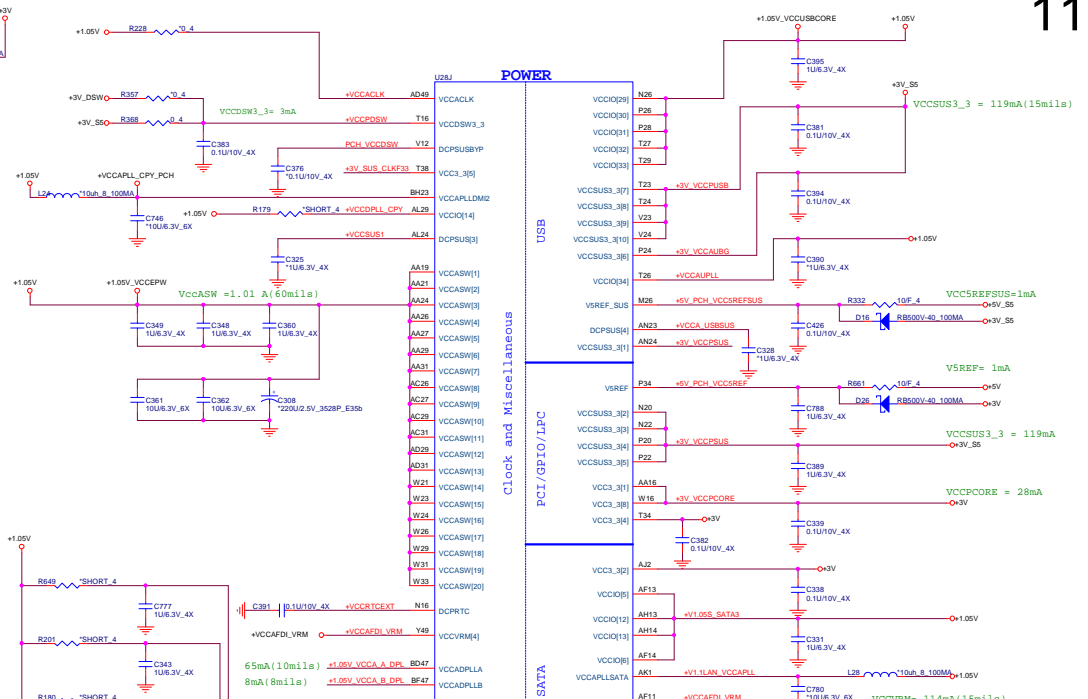 11
+3V
+1.05V
R228
*0_4
+3V_DSW
R357
*0_4
+3V_S5
R368
0_4
VCCDSW3_3= 3mA
C383
0.1U/10V_4X
C376
*0.1U/10V_4X
+1.05V
+VCCAPLL_CPY_PCH
*10uh_8_100MA
C746
*10U/6.3V_6X
+1.05V
R179
*SHORT_4
C325
*1U/6.3V_4X
+1.05V
+1.05V_VCCEPW
VccASW =1.01 A(60mils)
C349
1U/6.3V_4X
C348
1U/6.3V_4X
C360
1U/6.3V_4X
C361
10U/6.3V_6X
C362
10U/6.3V_6X
+
C308
*220U/2.5V_3528P_E35b
+1.05V
R649
*SHORT_4
C777
1U/6.3V_4X
R201
*SHORT_4
C343
1U/6.3V_4X
R180
*SHORT_4
C391
0.1U/10V_4X
+VCCAFDI_VRM
65mA(10mils)
8mA(8mils)
U28J
POWER
+VCCACLK AD49 VCCACLK
+VCCPDSW T16 VCCDSW3_3
PCH_VCCDSW V12 DCPSUSBYP
+3V_SUS_CLKF33 T38 VCC3_3[5]
BH23 VCCAPLLDMI2
+VCCDPLL_CPY AL29 VCCIO[14]
+VCCSUS1 AL24 DCPSUS[3]
AA19 VCCASW[1]
AA21 VCCASW[2]
AA24 VCCASW[3]
AA26 VCCASW[4]
AA27 VCCASW[5]
AA29 VCCASW[6]
AA31 VCCASW[7]
AC26 VCCASW[8]
AC27 VCCASW[9]
AC29 VCCASW[10]
AC31 VCCASW[11]
AD29 VCCASW[12]
AD31 VCCASW[13]
W21 VCCASW[14]
W23 VCCASW[15]
W24 VCCASW[16]
W26 VCCASW[17]
W29 VCCASW[18]
W31 VCCASW[19]
W33 VCCASW[20]
+VCCRTCEXT N16 DCPRTC
+VCCAFDI_VRM Y49 VCCVRM[4]
+1.05V_VCCA_A_DPL BD47 VCCADPLLA
+1.05V_VCCA_B_DPL BF47 VCCADPLLB
Clock and Miscellaneous
USB
PCI/GPIO/LPC
SATA
VCCIO[29] N26
VCCIO[30] P26
VCCIO[31] P28
VCCIO[32] T27
VCCIO[33] T29
VCCSUS3_3[7] T23 +3V_VCCPUSB
VCCSUS3_3[8] T24
VCCSUS3_3[9] V23
VCCSUS3_3[10] V24
VCCSUS3_3[6] P24 +3V_VCCAUBG
VCCIO[34] T26 +VCCAUPLL
V5REF_SUS M26 +5V_PCH_VCC5REFSUS
DCPSUS[4] AN23 +VCCA_USBSUS
VCCSUS3_3[1] AN24 +3V_VCCPSUS
V5REF P34 +5V_PCH_VCC5REF
VCCSUS3_3[2] N20
VCCSUS3_3[3] N22
VCCSUS3_3[4] P20 +3V_VCCPSUS
VCCSUS3_3[5] P22
VCC3_3[1] AA16
VCC3_3[8] W16 +3V_VCCPCORE
VCC3_3[4] T34
VCC3_3[2] AJ2
VCCIO[5] AF13
VCCIO[12] AH13 +V1.05S_SATA3
VCCIO[13] AH14
VCCIO[6] AF14
VCCAPLLSATA AK1 +V1.1LAN_VCCAPLL
AF11 +VCCAFDI_VRM
+1.05V_VCCUSBCORE
+1.05V
C395
1U/6.3V_4X
+3V_S5
VCCSUS3_3 = 119mA(15mils)
C381
0.1U/10V_4X
C394
0.1U/10V_4X
+1.05V
C390
*1U/6.3V_4X
VCC5REFSUS=1mA
R332
10/F_4
+5V_S5
D16
RB500V-40_100MA
+3V_S5
C426
0.1U/10V_4X
C328
*1U/6.3V_4X
V5REF= 1mA
R661
10/F_4
+5V
D26
RB500V-40_100MA
+3V
C788
1U/6.3V_4X
VCCSUS3_3 = 119mA
+3V_S5
C389
1U/6.3V_4X
VCCPCORE = 28mA
+3V
C339
0.1U/10V_4X
+3V
C382
0.1U/10V_4X
+3V
C338
0.1U/10V_4X
+1.05V
C331
1U/6.3V_4X
L28
*10uh_8_100MA
+1.05V
C780
*10U/6.3V_6X
VCCVRM= 114mA(15mils)